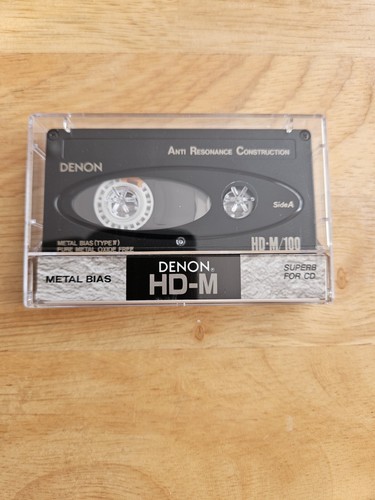 ANTI RESONANCE CONSTRUCTION
DENON
Side A
METAL BIAS (TYPE IV)
PURE METAL OXIDE FREE
HD-M/100
METAL BIAS
DENON
HD-M
SUPERB
FOR CD